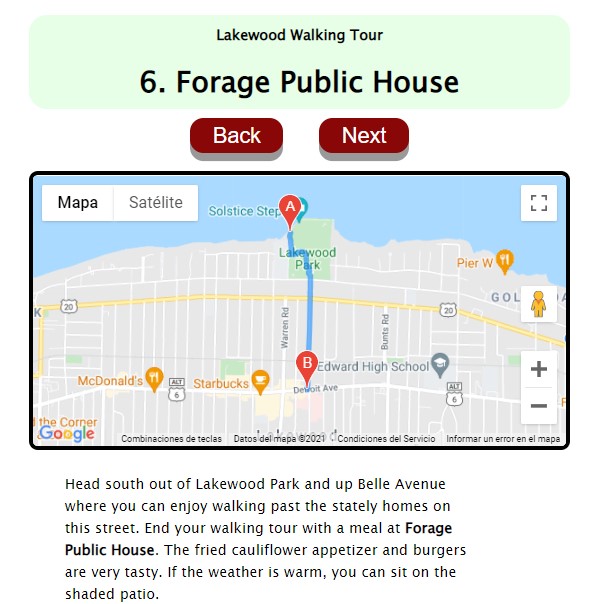 Lakewood Walking Tour
6. Forage Public House
Back
Next
Mapa
Satélite
Solstice Step
A
Lakewood
Park
Pier W
20
20
K
Warren Rd
Bunts Rd
B
Edward High School
McDonald's
ALT
6
Starbucks
Detroit Ave
ALT
6
the Corner
Google
Lakewood
Combinaciones de teclas
Datos del mapa ©2021
Condiciones del Servicio
Informar un error en el mapa
Head south out of Lakewood Park and up Belle Avenue
where you can enjoy walking past the stately homes on
this street. End your walking tour with a meal at Forage
Public House. The fried cauliflower appetizer and burgers
are very tasty. If the weather is warm, you can sit on the
shaded patio.